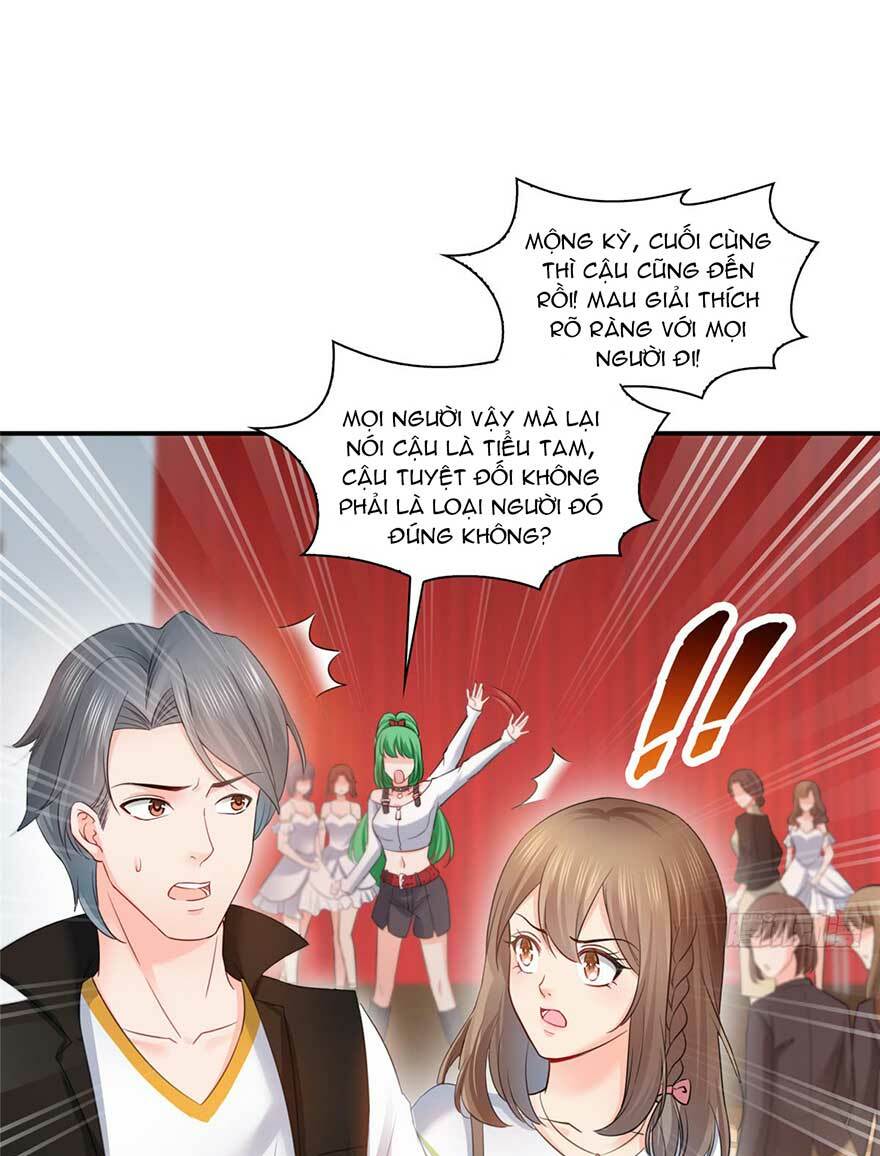 MỘNG KỲ, CUỐI CÙNG
THÌ CẬU CŨNG ĐẾN
RỒI! MAU GIẢI THÍCH
RÕ RÀNG VỚI MỌI
NGƯỜI ĐI!
MỌI NGƯỜI VẬY MÀ LẠI
NÓI CẬU LÀ TIỂU TAM,
CẬU TUYỆT ĐỐI KHÔNG
PHẢI LÀ LOẠI NGƯỜI ĐÓ
ĐÚNG KHÔNG?
!!